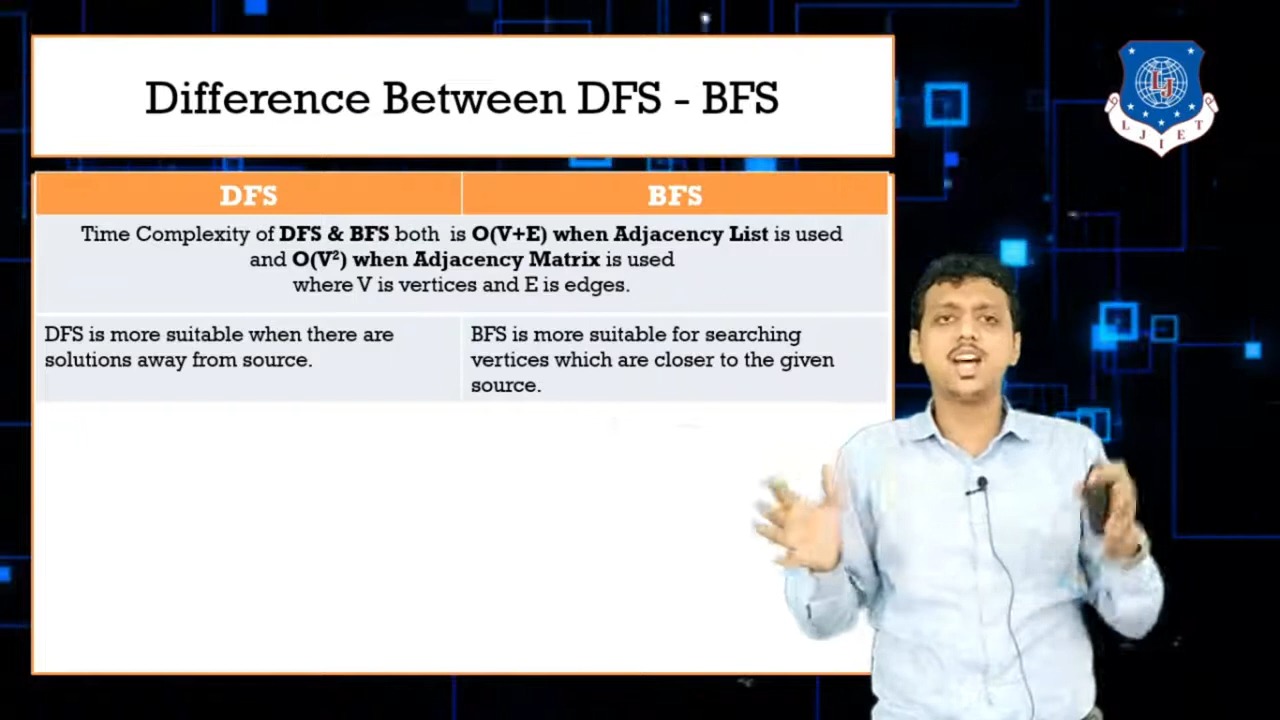 Difference Between DFS - BFS
LJ
LJIET
DFS
BFS
Time Complexity of DFS & BFS both is O(V+E) when Adjacency List is used
and O(V²) when Adjacency Matrix is used
where V is vertices and E is edges.
DFS is more suitable when there are
solutions away from source.
BFS is more suitable for searching
vertices which are closer to the given
source.